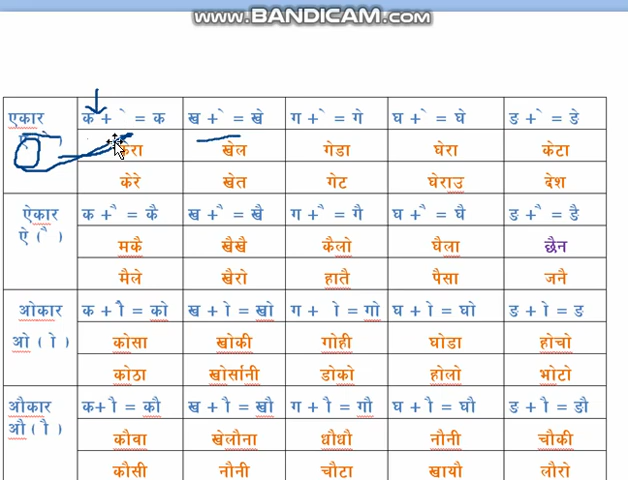 WWW.BANDICAM.COM
एकार क + े = क ख + े = खे ग + े = गे घ + े = घे ङ + े = ङे
केरा खेल गेडा घेरा केटा
केरे खेत गेट घेराउ देश
ऐकार क + ै = कै ख + ै = खै ग + ै = गै घ + ै = घै ङ + ै = ङै
ऐ ( ै ) मकै खैखै कैलो घैला छैन
मैले खैरो हातै पैसा जनै
ओकार क + ो = को ख + ो = खो ग + ो = गो घ + ो = घो ङ + ो = ङ
ओ ( ो ) कोसा खोकी गोही घोडा होचो
कोठा खोर्सानी डोको होलो भोटो
औकार क+ ौ = कौ ख + ौ = खौ ग + ौ = गौ घ + ौ = घौ ङ + ौ = ङौ
औ ( ौ ) कौवा खेलौना धौधौ नौनी चौकी
कौसी नौनी चौटा खायौ लौरो